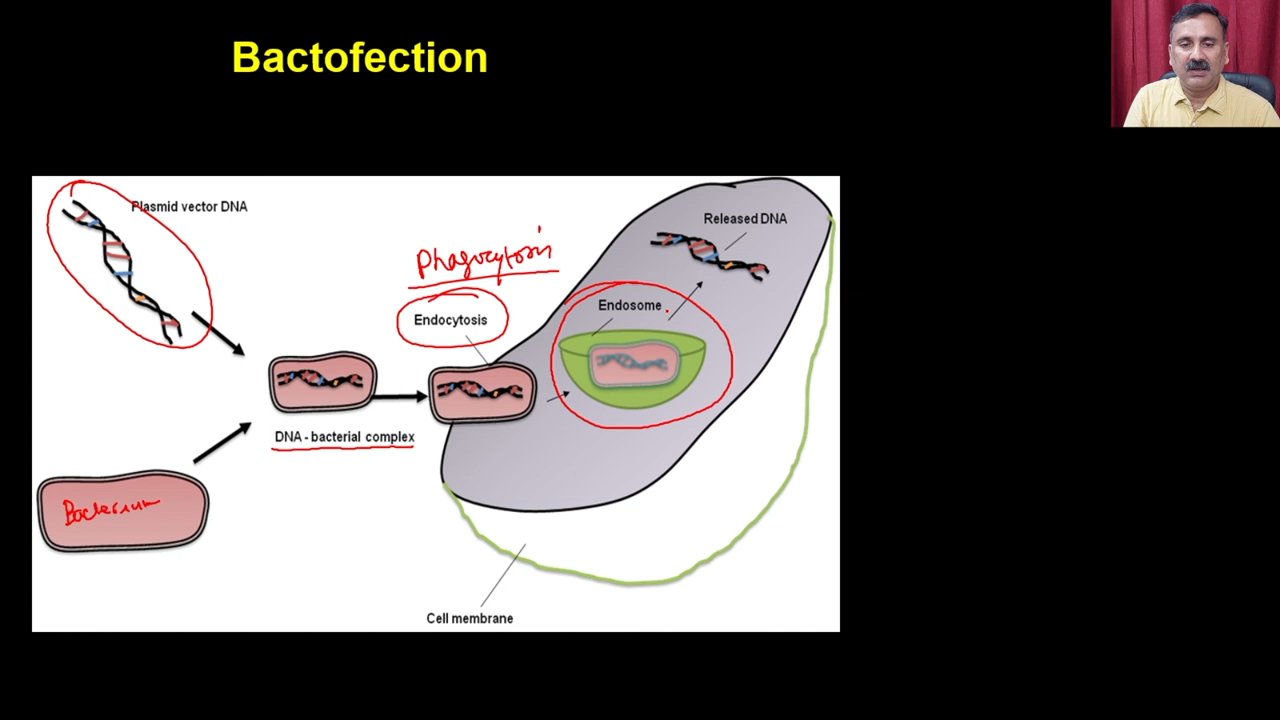 Bactofection
Plasmid vector DNA
Released DNA
Phagocytosis
Endosome
Endocytosis
DNA - bacterial complex
Bacterium
Cell membrane